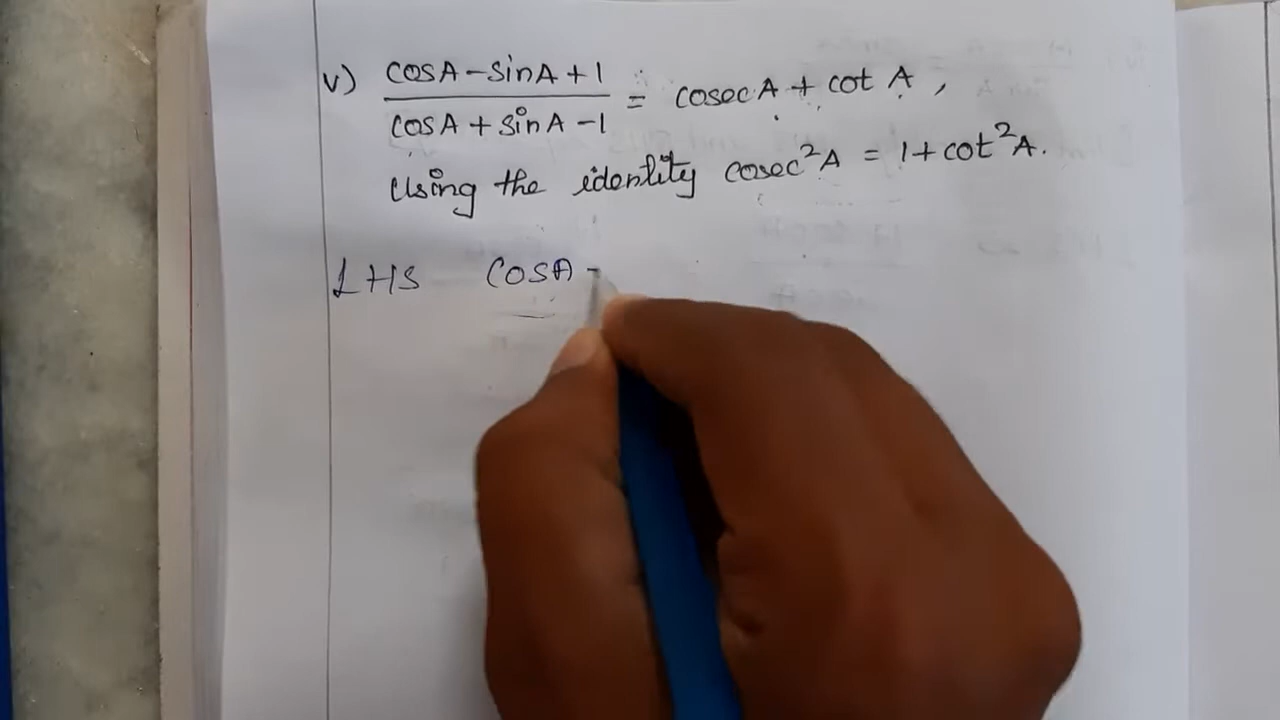 v) cosA - sinA + 1 = cosec A + cot A ,
cosA + sinA - 1
Using the identity cosec²A = 1 + cot²A.
LHS cosA -